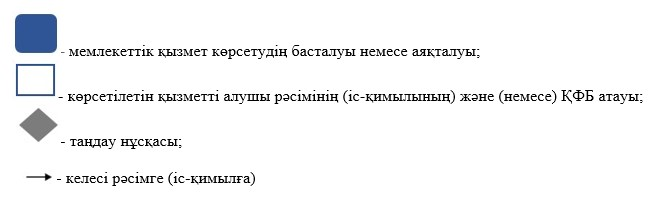 - мемлекеттік қызмет көрсетудің басталуы немесе аяқталуы;
- көрсетілетін қызметті алушы рәсімінің (іс-қимылының) және (немесе) ҚФБ атауы;
- таңдау нұсқасы;
- келесі рәсімге (іс-қимылға)